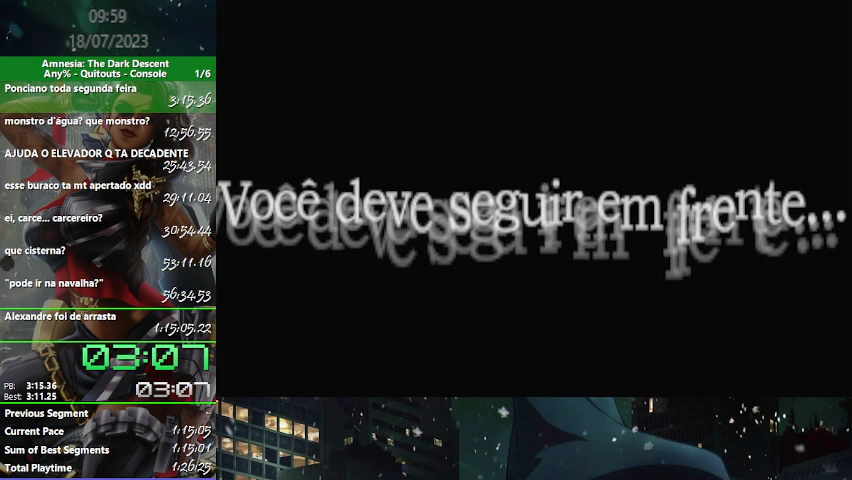 09:59
18/07/2023
Amnesia: The Dark Descent
Any% - Quitouts - Console 1/6
Ponciano toda segunda feira
3:15.36
monstro d'água? que monstro?
12:56.55
AJUDA O ELEVADOR Q TA DECADENTE
25:43.54
esse buraco ta mt apertado xdd
29:11.04
ei, carce... carcereiro?
30:54.44
que cisterna?
53:11.16
"pode ir na navalha?"
56:34.53
Alexandre foi de arrasta
1:15:05.22
03:07
PB: 3:15.36
Best: 3:11.25
03:07
Previous Segment -
Current Pace 1:15:05
Sum of Best Segments 1:15:01
Total Playtime 1:26:25
Você deve seguir em frente...